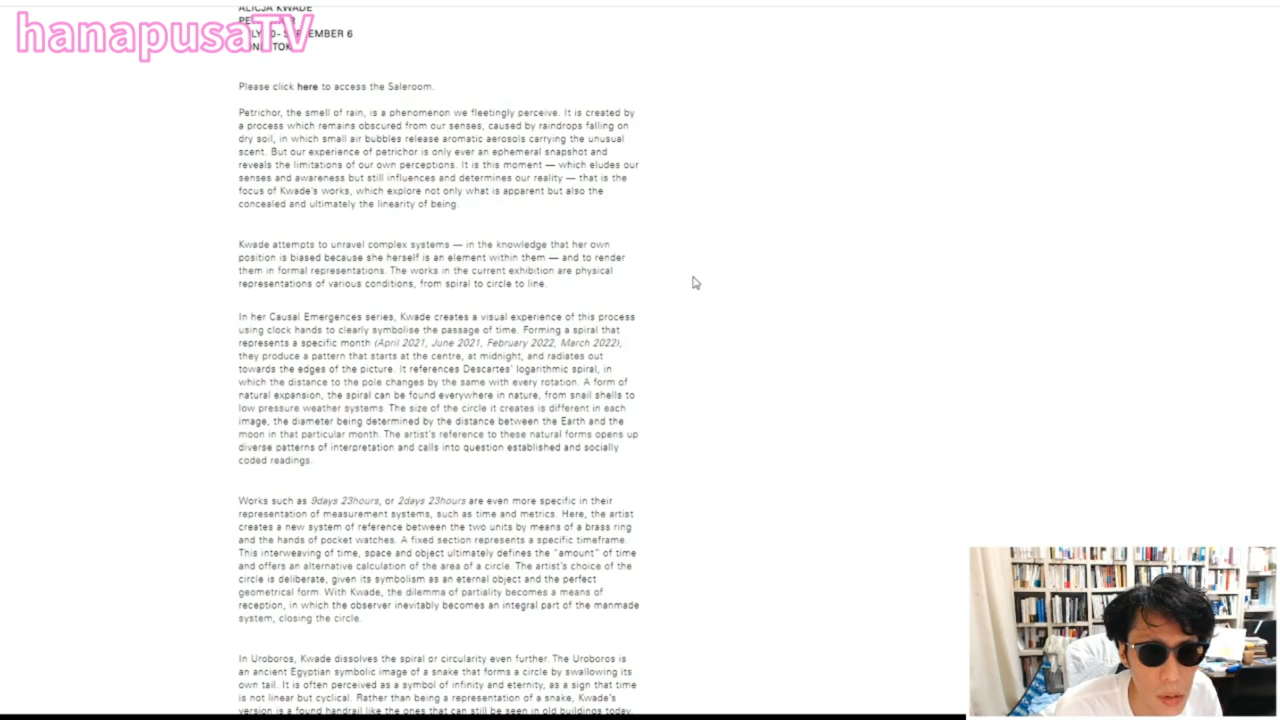 ALICJA KWADE
hanapusaTV
EMBER 6
Please click here to access the Saleroom.
Petrichor, the smell of rain, is a phenomenon we fleetingly perceive. It is created by
a process which remains obscured from our senses, caused by raindrops falling on
dry soil, in which small air bubbles release aromatic aerosols carrying the unusual
scent. But our experience of petrichor is only ever an ephemeral snapshot and
reveals the limitations of our own perceptions. It is this moment — which eludes our
senses and awareness but still influences and determines our reality — that is the
focus of Kwade's works, which explore not only what is apparent but also the
concealed and ultimately the linearity of being.
Kwade attempts to unravel complex systems — in the knowledge that her own
position is biased because she herself is an element within them — and to render
them in formal representations. The works in the current exhibition are physical
representations of various conditions, from spiral to circle to line.
In her Causal Emergences series, Kwade creates a visual experience of this process
using clock hands to clearly symbolise the passage of time. Forming a spiral that
represents a specific month (April 2021, June 2021, February 2022, March 2022),
they produce a pattern that starts at the centre, at midnight, and radiates out
towards the edges of the picture. It references Descartes' logarithmic spiral, in
which the distance to the pole changes by the same with every rotation. A form of
natural expansion, the spiral can be found everywhere in nature, from snail shells to
low pressure weather systems. The size of the circle it creates is different in each
image, the diameter being determined by the distance between the Earth and the
moon in that particular month. The artist's reference to these natural forms opens up
diverse patterns of interpretation and calls into question established and socially
coded readings.
Works such as 9days 23hours, or 2days 23hours are even more specific in their
representation of measurement systems, such as time and metrics. Here, the artist
creates a new system of reference between the two units by means of a brass ring
and the hands of pocket watches. A fixed section represents a specific timeframe.
This interweaving of time, space and object ultimately defines the "amount" of time
and offers an alternative calculation of the area of a circle. The artist's choice of the
circle is deliberate, given its symbolism as an eternal object and the perfect
geometrical form. With Kwade, the dilemma of partiality becomes a means of
reception, in which the observer inevitably becomes an integral part of the manmade
system, closing the circle.
In Uroboros, Kwade dissolves the spiral or circularity even further. The Uroboros is
an ancient Egyptian symbolic image of a snake that forms a circle by swallowing its
own tail. It is often perceived as a symbol of infinity and eternity, as a sign that time
is not linear but cyclical. Rather than being a representation of a snake, Kwade's
version is a found handrail like the ones that can still be seen in old buildings today.